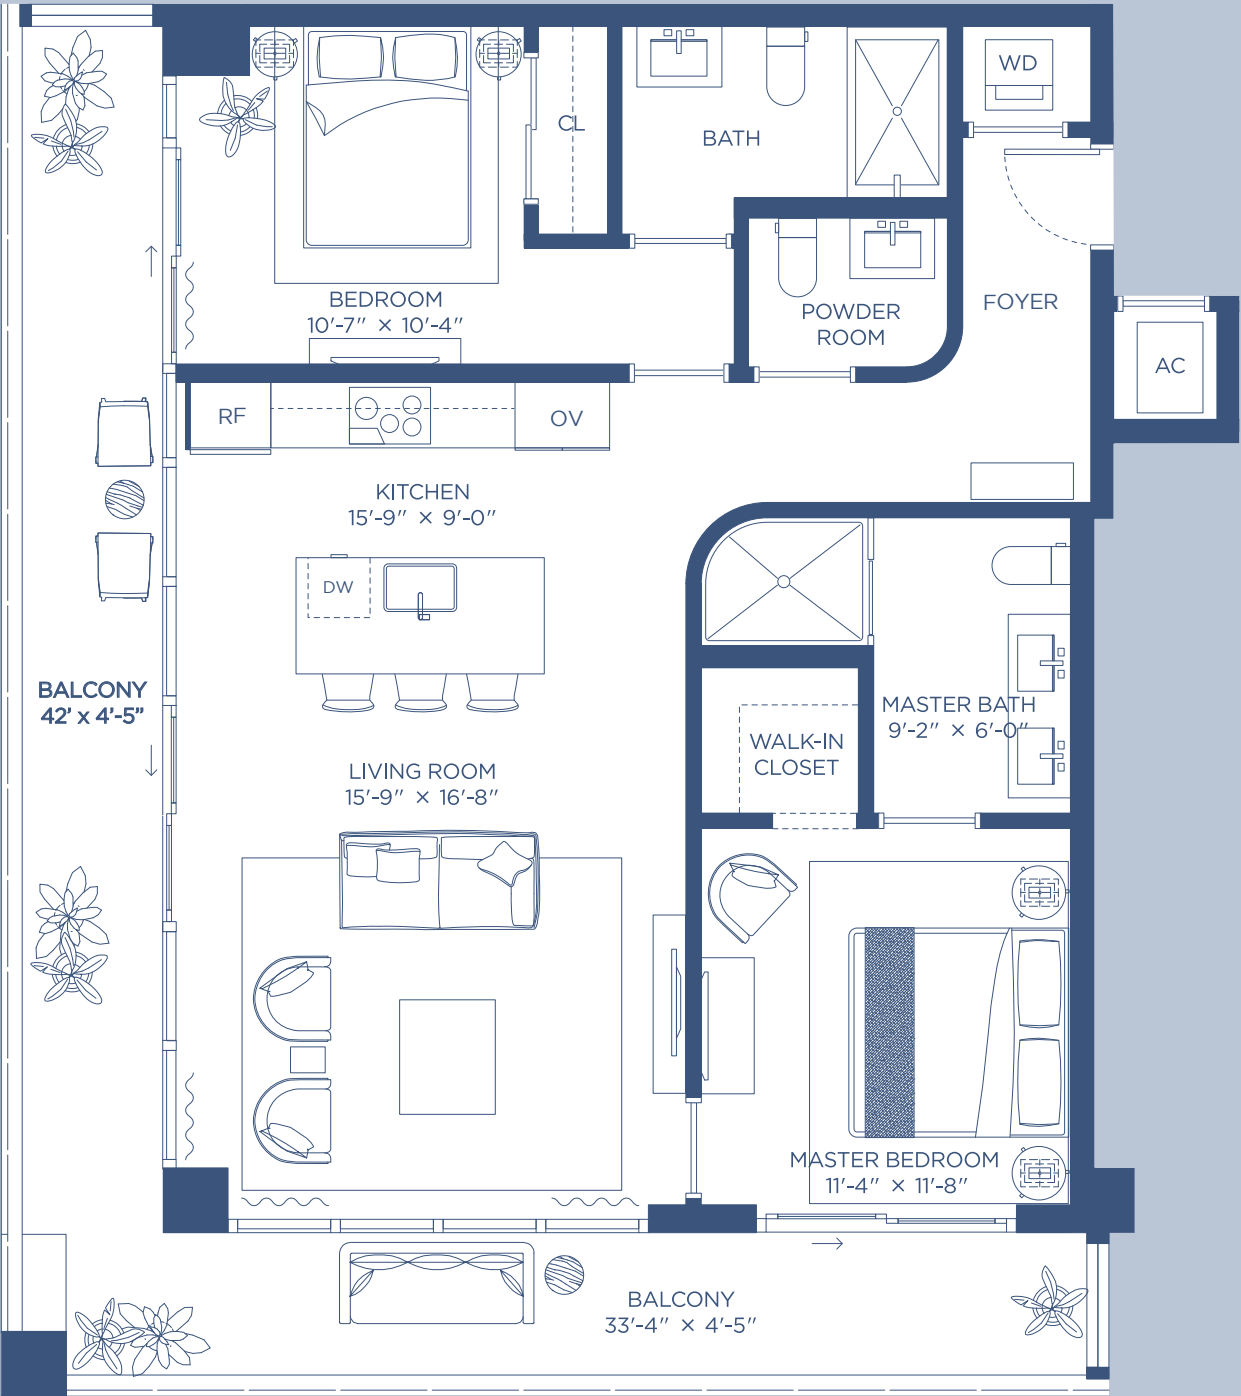 WD
CL
BATH
BEDROOM
10'-7" × 10'-4"
POWDER
ROOM
FOYER
AC
RF
OV
KITCHEN
15'-9" × 9'-0"
DW
BALCONY
42' x 4'-5"
MASTER BATH
9'-2" × 6'-0"
WALK-IN
CLOSET
LIVING ROOM
15'-9" × 16'-8"
MASTER BEDROOM
11'-4" × 11'-8"
BALCONY
33'-4" × 4'-5"